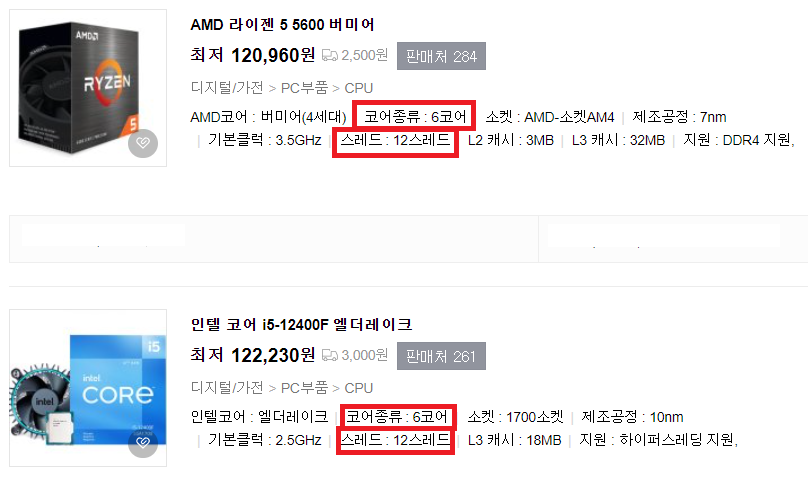 AMD 라이젠 5 5600 버미어
최저 120,960원 2,500원 판매처 284
디지털/가전 > PC부품 > CPU
AMD코어 : 버미어(4세대) 코어종류 : 6코어 소켓 : AMD-소켓AM4 | 제조공정 : 7nm
| 기본클럭 : 3.5GHz | 스레드 : 12스레드 L2 캐시 : 3MB | L3 캐시 : 32MB | 지원 : DDR4 지원,
AMD
RYZEN
5
인텔 코어 i5-12400F 엘더레이크
최저 122,230원 3,000원 판매처 261
디지털/가전 > PC부품 > CPU
인텔코어 : 엘더레이크 | 코어종류 : 6코어 소켓 : 1700소켓 | 제조공정 : 10nm
| 기본클럭 : 2.5GHz | 스레드 : 12스레드 | L3 캐시 : 18MB | 지원 : 하이퍼스레딩 지원,
i5
intel
CORE
intel